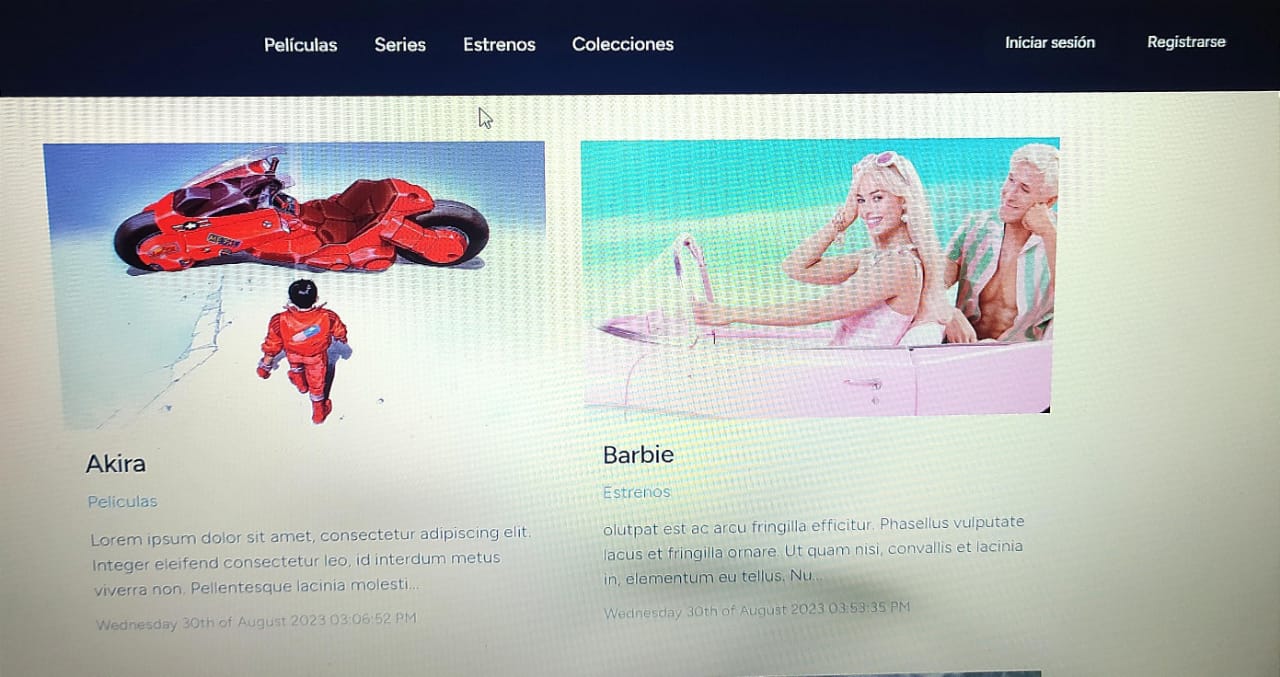 Películas Series Estrenos Colecciones Iniciar sesión Registrarse
Akira
Películas
Lorem ipsum dolor sit amet, consectetur adipiscing elit.
Integer eleifend consectetur leo, id interdum metus
viverra non. Pellentesque lacinia molesti...
Wednesday 30th of August 2023 03:06:52 PM
Barbie
Estrenos
olutpat est ac arcu fringilla efficitur. Phasellus vulputate
lacus et fringilla ornare. Ut quam nisi, convallis et lacinia
in, elementum eu tellus. Nu...
Wednesday 30th of August 2023 03:53:35 PM